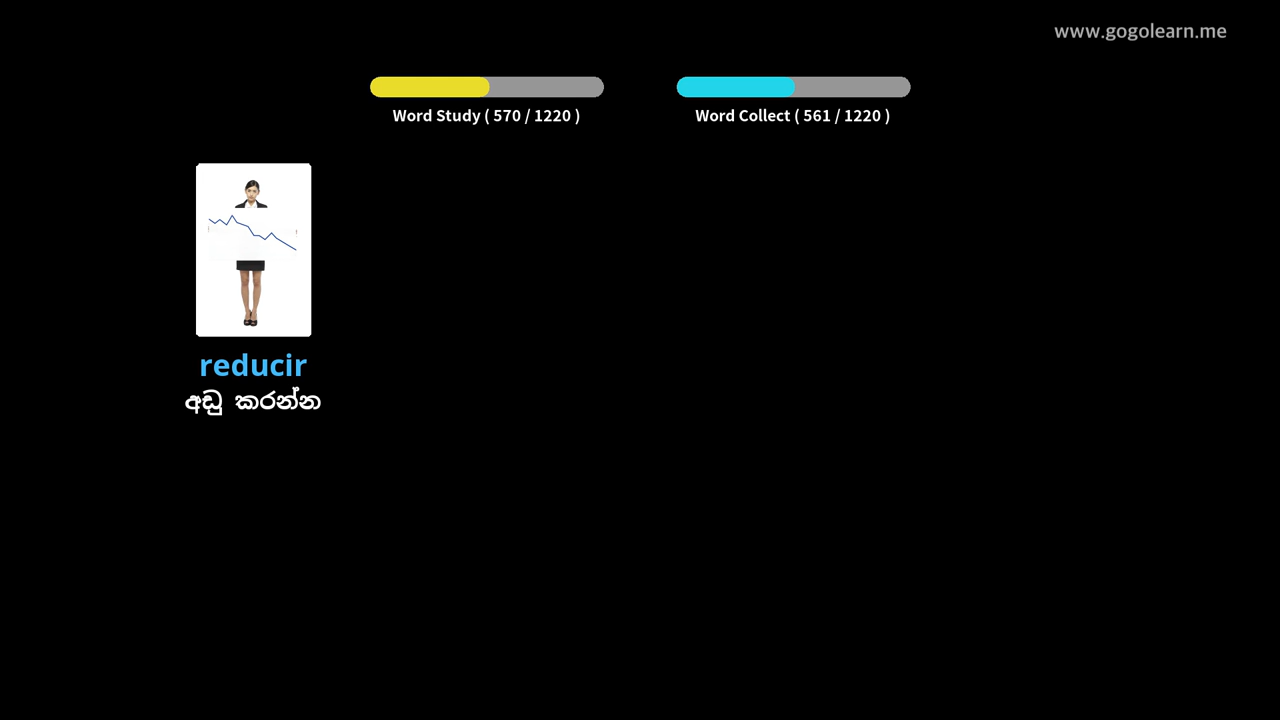 www.gogolearn.me
Word Study ( 570 / 1220 )
Word Collect ( 561 / 1220 )
reducir
අඩු කරන්න